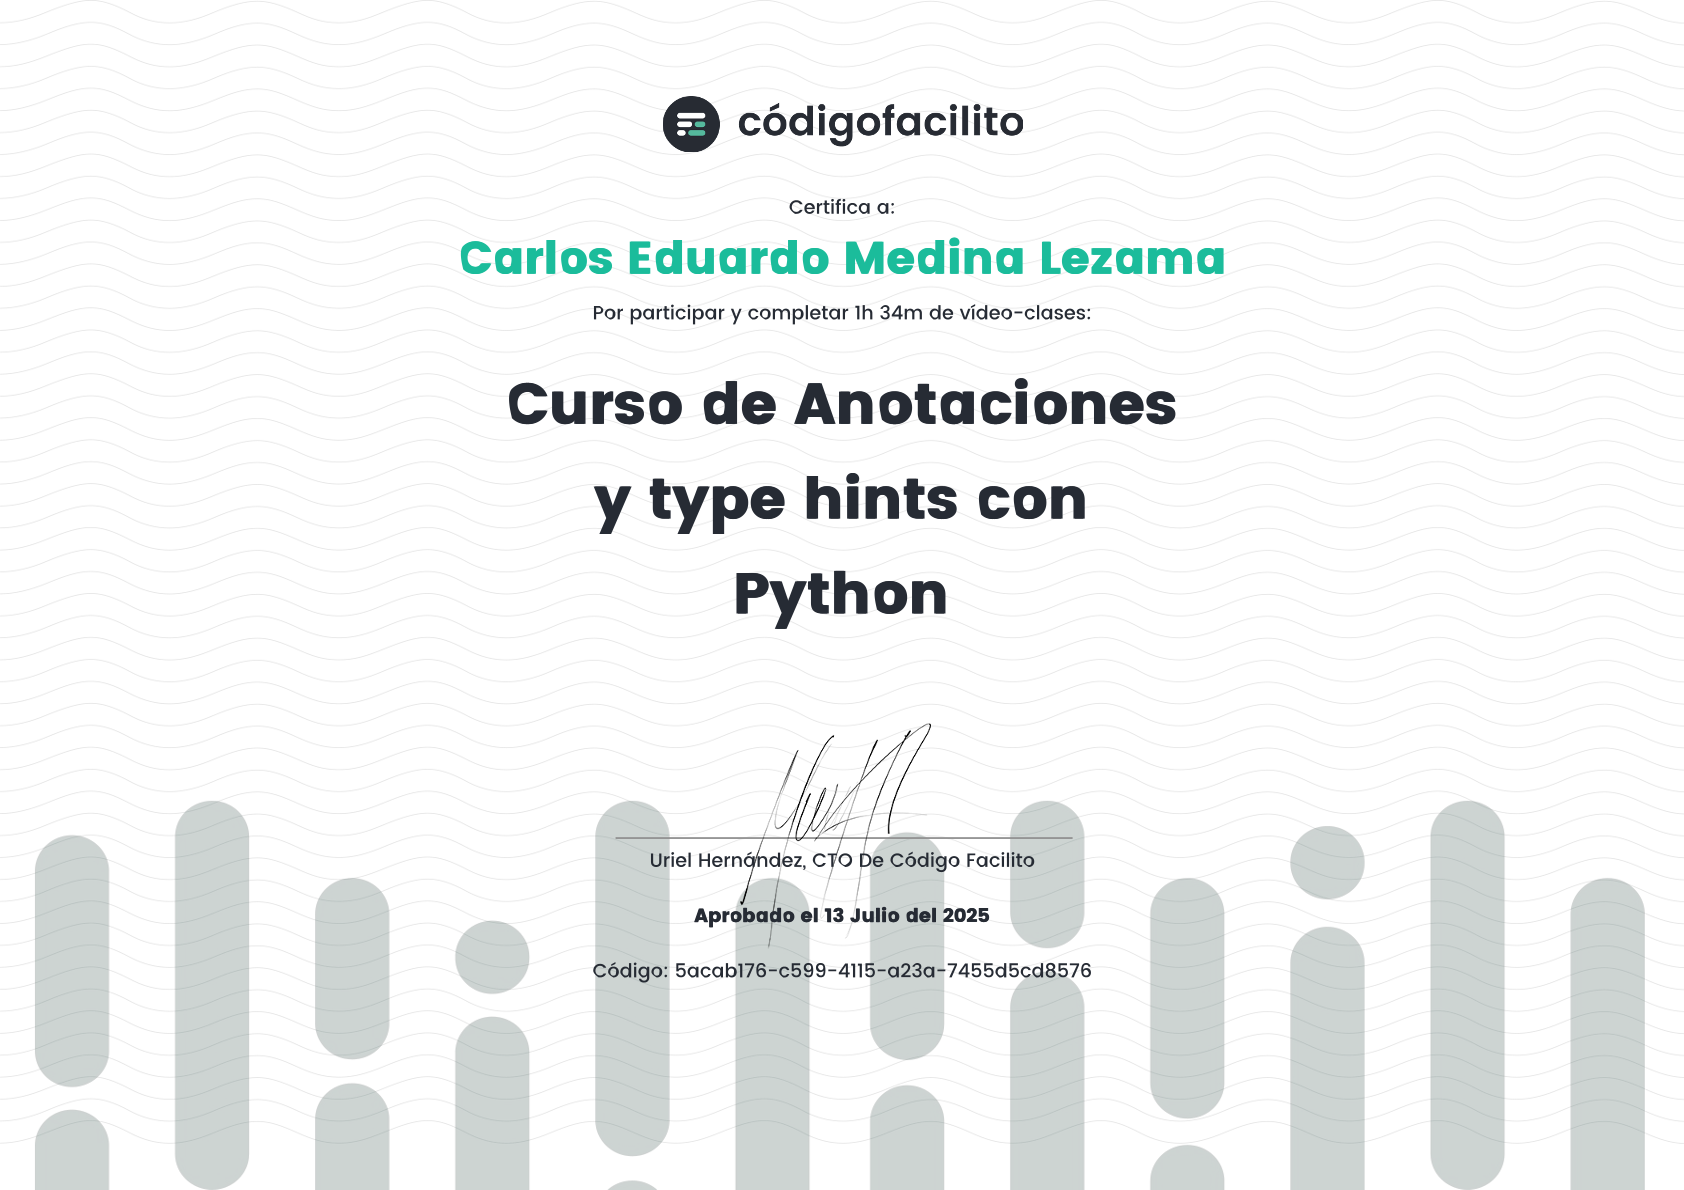 códigofacilito
Certifica a:
Carlos Eduardo Medina Lezama
Por participar y completar 1h 34m de vídeo-clases:
Curso de Anotaciones
y type hints con
Python
Uriel Hernández, CTO De Código Facilito
Aprobado el 13 Julio del 2025
Código: 5acab176-c599-4115-a23a-7455d5cd8576